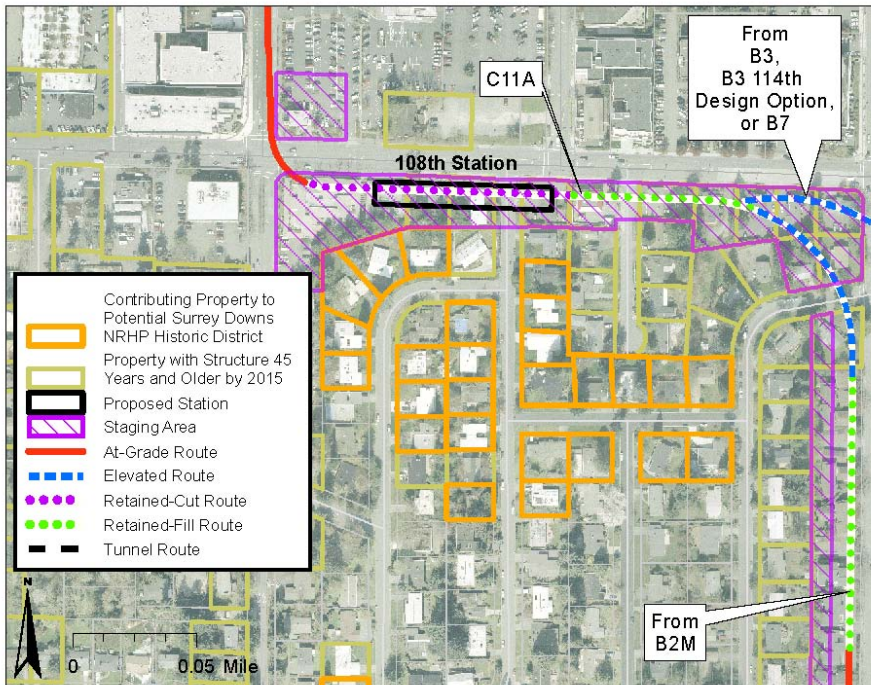 From
B3,
B3 114th
Design Option,
or B7
C11A
108th Station
Contributing Property to
Potential Surrey Downs
NRHP Historic District
Property with Structure 45
Years and Older by 2015
Proposed Station
Staging Area
At-Grade Route
Elevated Route
Retained-Cut Route
Retained-Fill Route
Tunnel Route
From
B2M
N
0 0.05 Mile